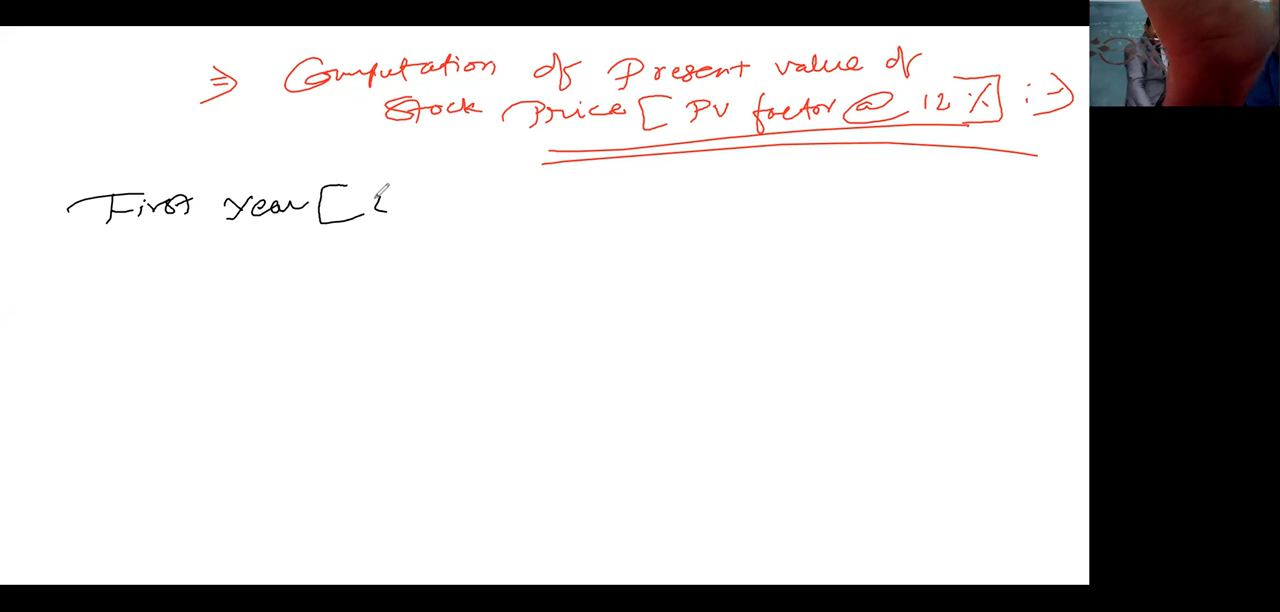 ⇒ Computation of Present value of
Stock Price [ PV factor @ 12 % ] :⇒
First year [